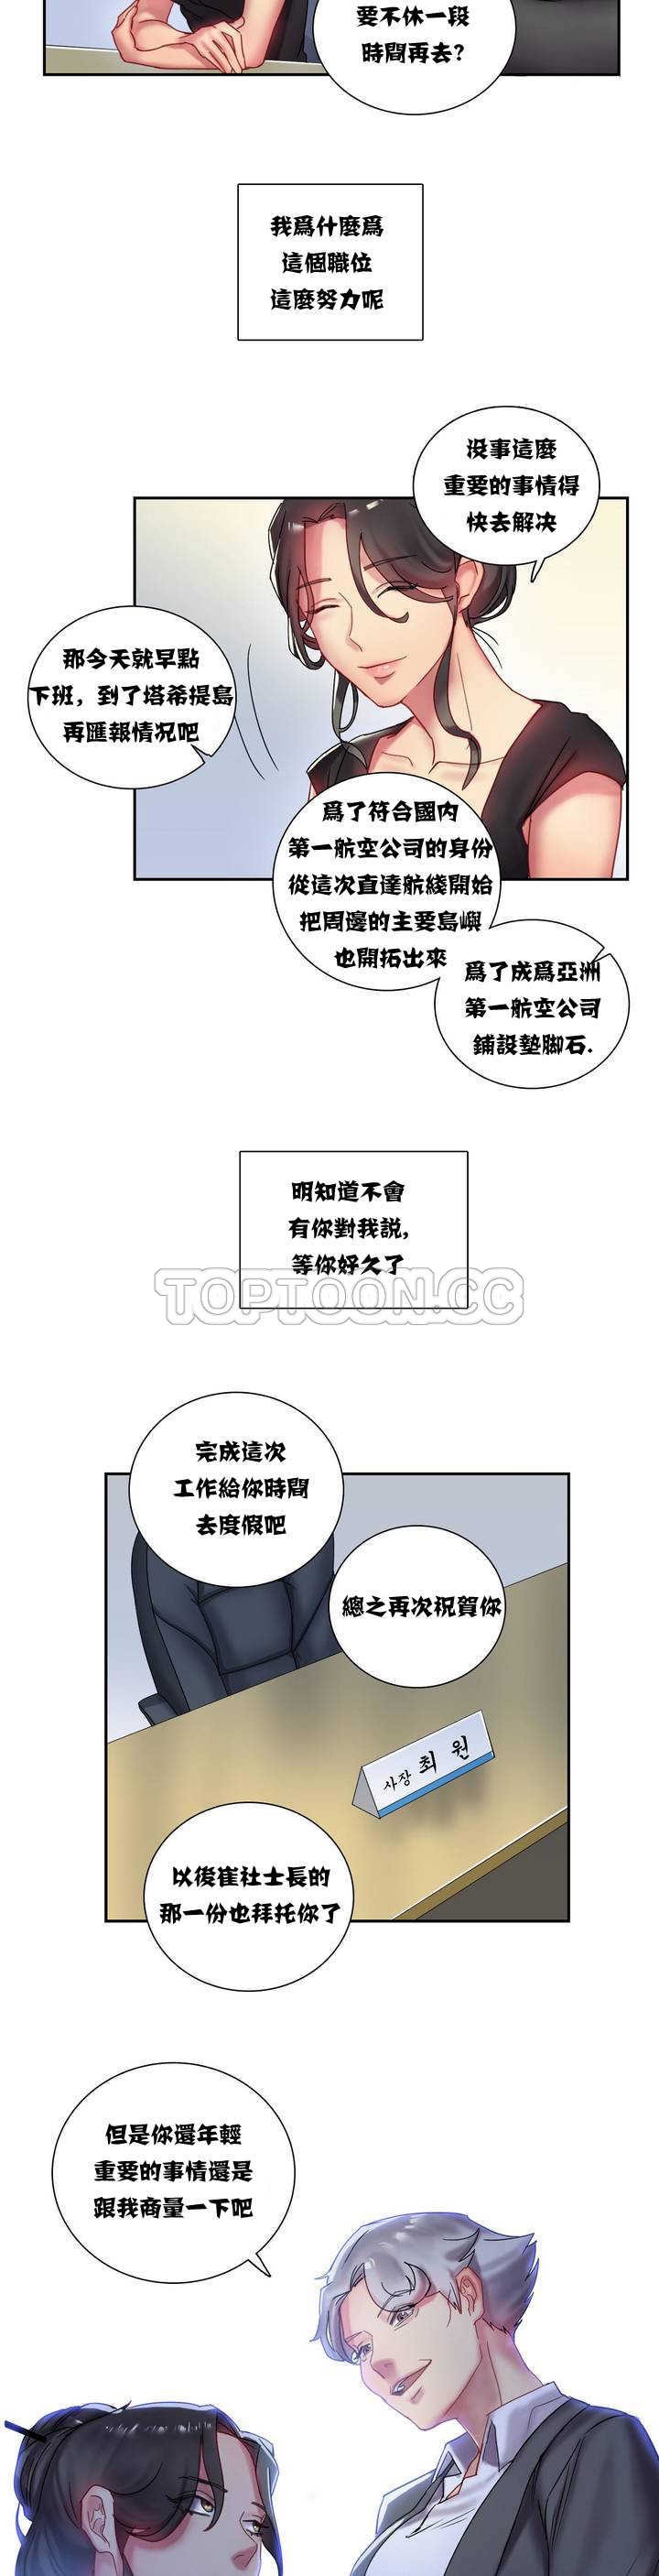 要不休一段
時間再去?
我爲什麼爲
這個職位
這麼努力呢
没事這麼
重要的事情得
快去解决
那今天就早點
下班，到了塔希提島
再匯報情况吧
爲了符合國内
第一航空公司的身份
從這次直達航綫開始
把周邊的主要島嶼
也開拓出來
爲了成爲亞洲
第一航空公司
鋪設墊脚石.
明知道不會
有你對我説,
等你好久了
TOPTOON.CC
完成這次
工作給你時間
去度假吧
總之再次祝賀你
사장 최 원
以後崔社士長的
那一份也拜托你了
但是你還年輕
重要的事情還是
跟我商量一下吧